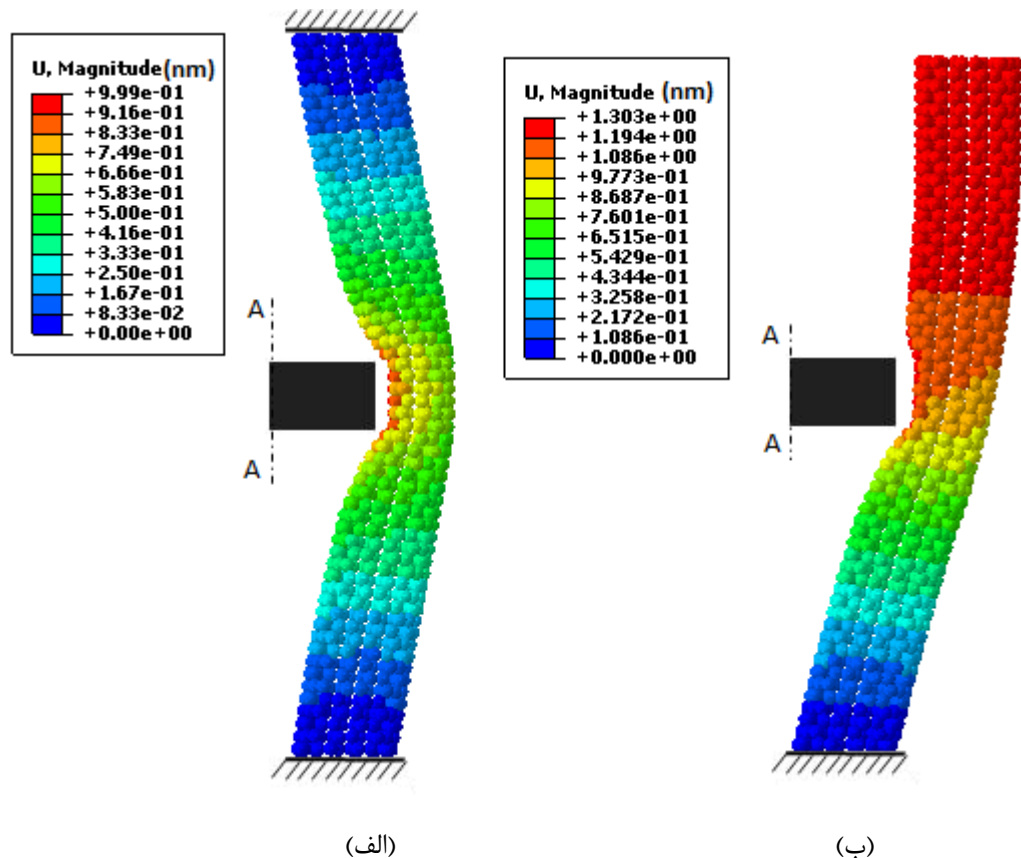 U, Magnitude (nm)
+9.99e-01
+9.16e-01
+8.33e-01
+7.49e-01
+6.66e-01
+5.83e-01
+5.00e-01
+4.16e-01
+3.33e-01
+2.50e-01
+1.67e-01
+8.33e-02
+0.00e+00
A
A
(الف)
U, Magnitude (nm)
+1.303e+00
+1.194e+00
+1.086e+00
+9.773e-01
+8.687e-01
+7.601e-01
+6.515e-01
+5.429e-01
+4.344e-01
+3.258e-01
+2.172e-01
+1.086e-01
+0.000e+00
A
A
(ب)